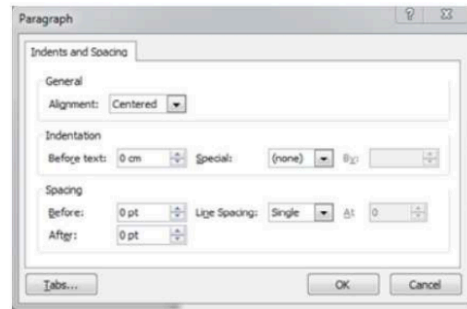 Paragraph
Indents and Spacing
General
Alignment: Centered
Indentation
Before text: 0 cm Special: (none) By:
Spacing
Before: 0 pt Line Spacing: Single At 0
After: 0 pt
Tabs... OK Cancel